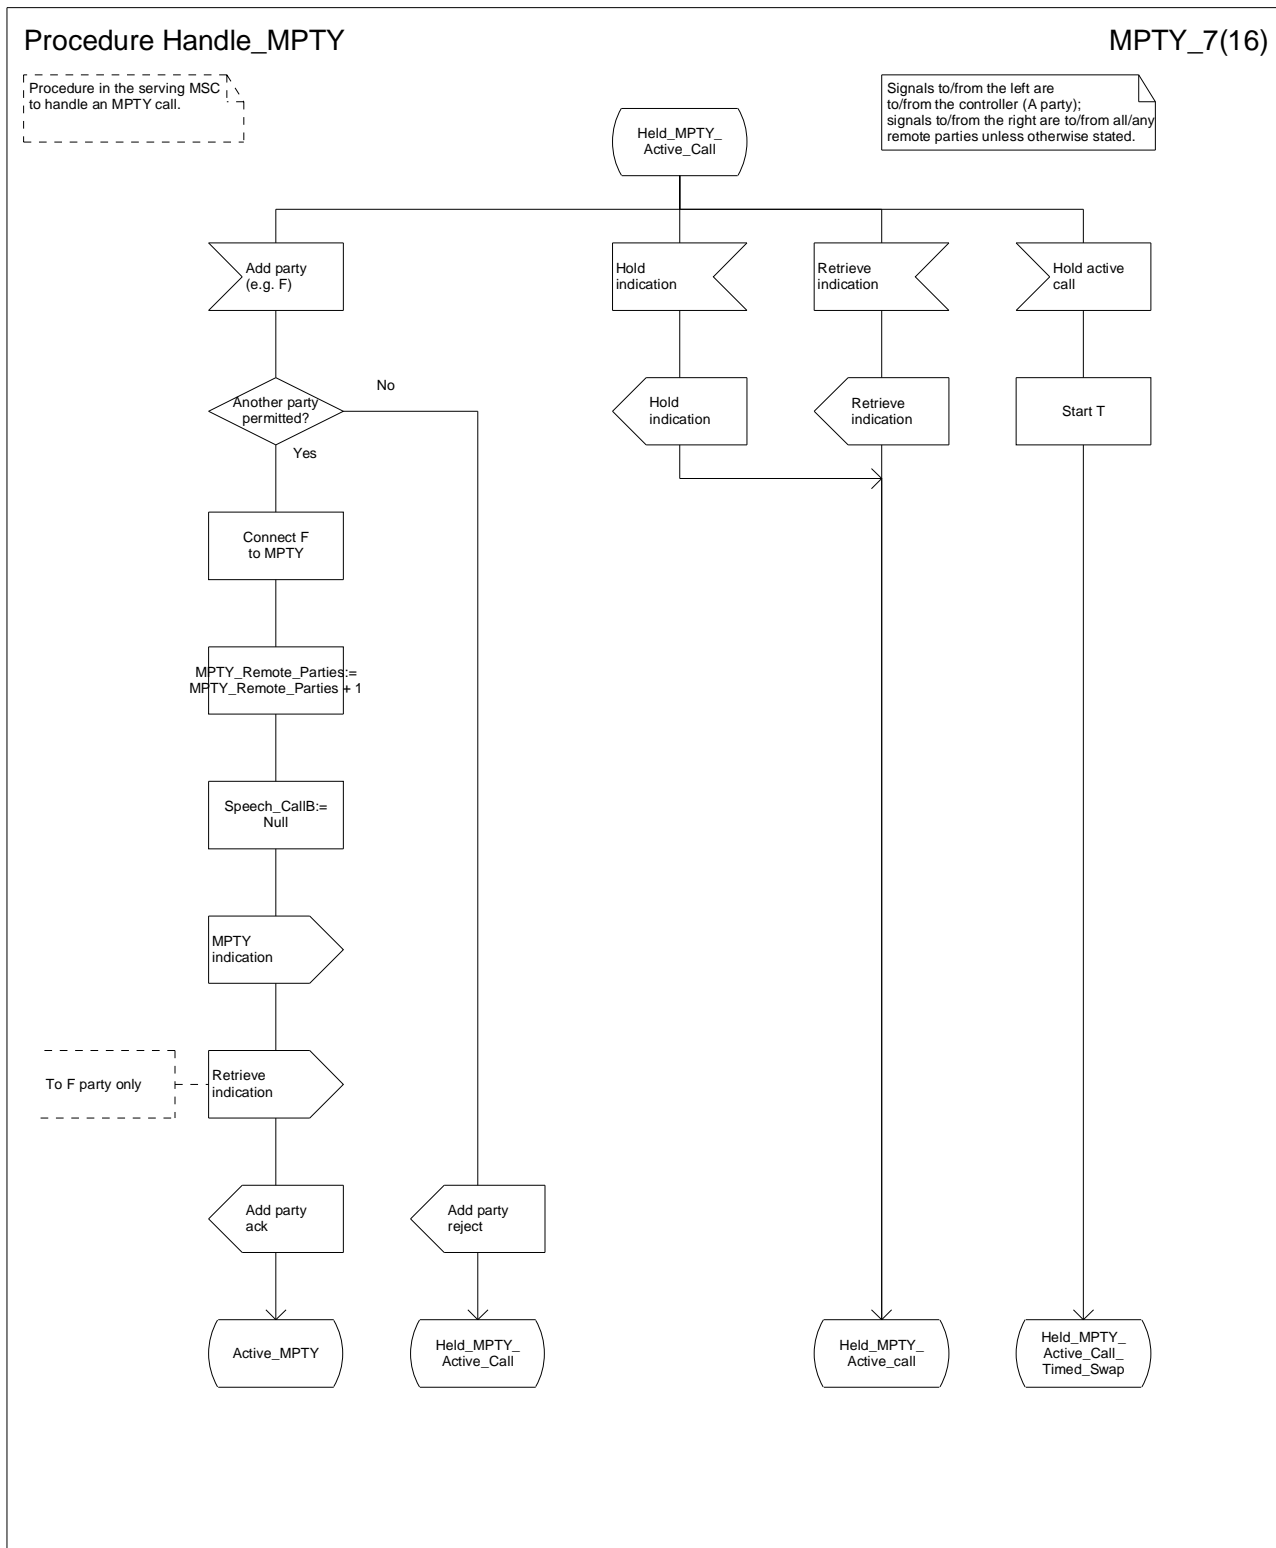 Procedure Handle_MPTY
MPTY_7(16)
Procedure in the serving MSC
to handle an MPTY call.
Signals to/from the left are
to/from the controller (A party);
signals to/from the right are to/from all/any
remote parties unless otherwise stated.
Held_MPTY_
Active_Call
Add party
(e.g. F)
Hold
indication
Retrieve
indication
Hold active
call
Another party
permitted?
No
Yes
Hold
indication
Retrieve
indication
Start T
Connect F
to MPTY
MPTY_Remote_Parties:=
MPTY_Remote_Parties + 1
Speech_CallB:=
Null
MPTY
indication
To F party only
Retrieve
indication
Add party
ack
Add party
reject
Active_MPTY
Held_MPTY_
Active_Call
Held_MPTY_
Active_call
Held_MPTY_
Active_Call_
Timed_Swap